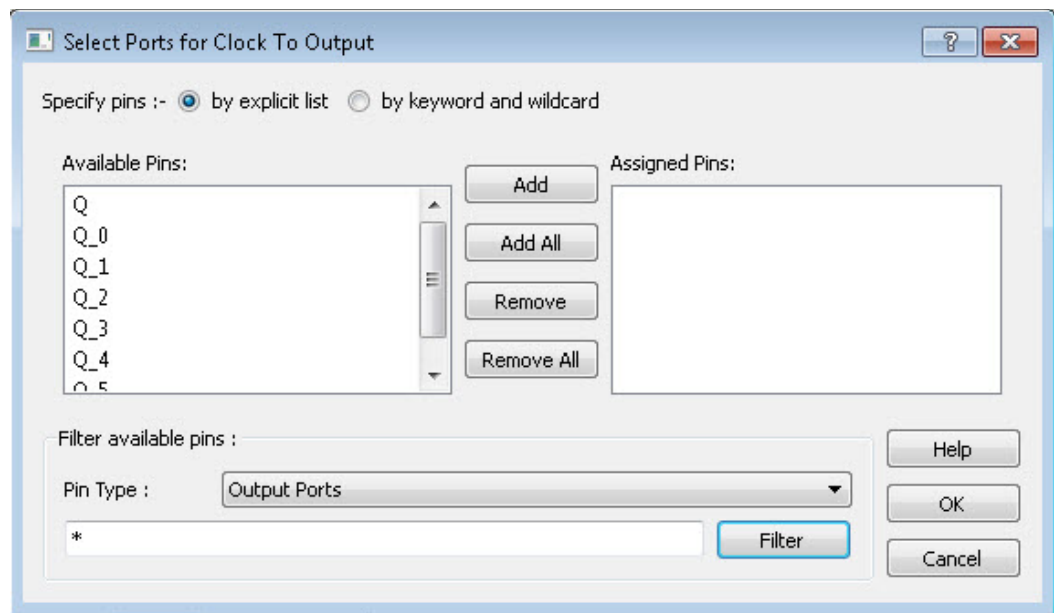 Select Ports for Clock To Output
Specify pins :- by explicit list by keyword and wildcard
Available Pins:
Assigned Pins:
Q
Q_0
Q_1
Q_2
Q_3
Q_4
Q_5
Add
Add All
Remove
Remove All
Filter available pins :
Pin Type : Output Ports
*
Filter
Help
OK
Cancel